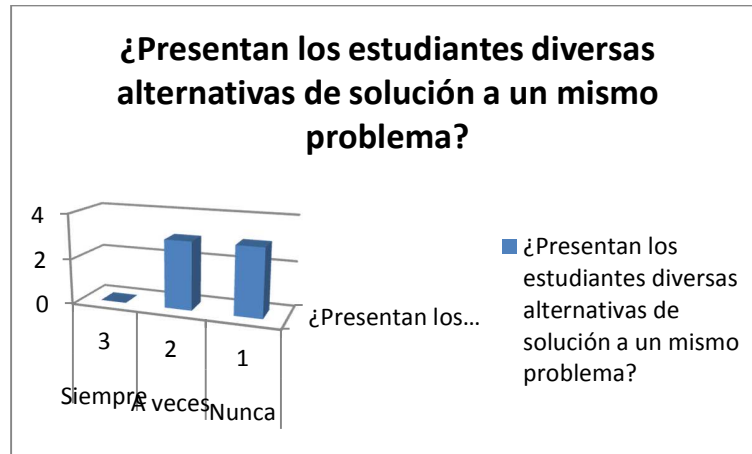 ¿Presentan los estudiantes diversas
alternativas de solución a un mismo
problema?
4
2
0
3
2
1
Siempre
A veces
Nunca
¿Presentan los…
¿Presentan los
estudiantes diversas
alternativas de
solución a un mismo
problema?